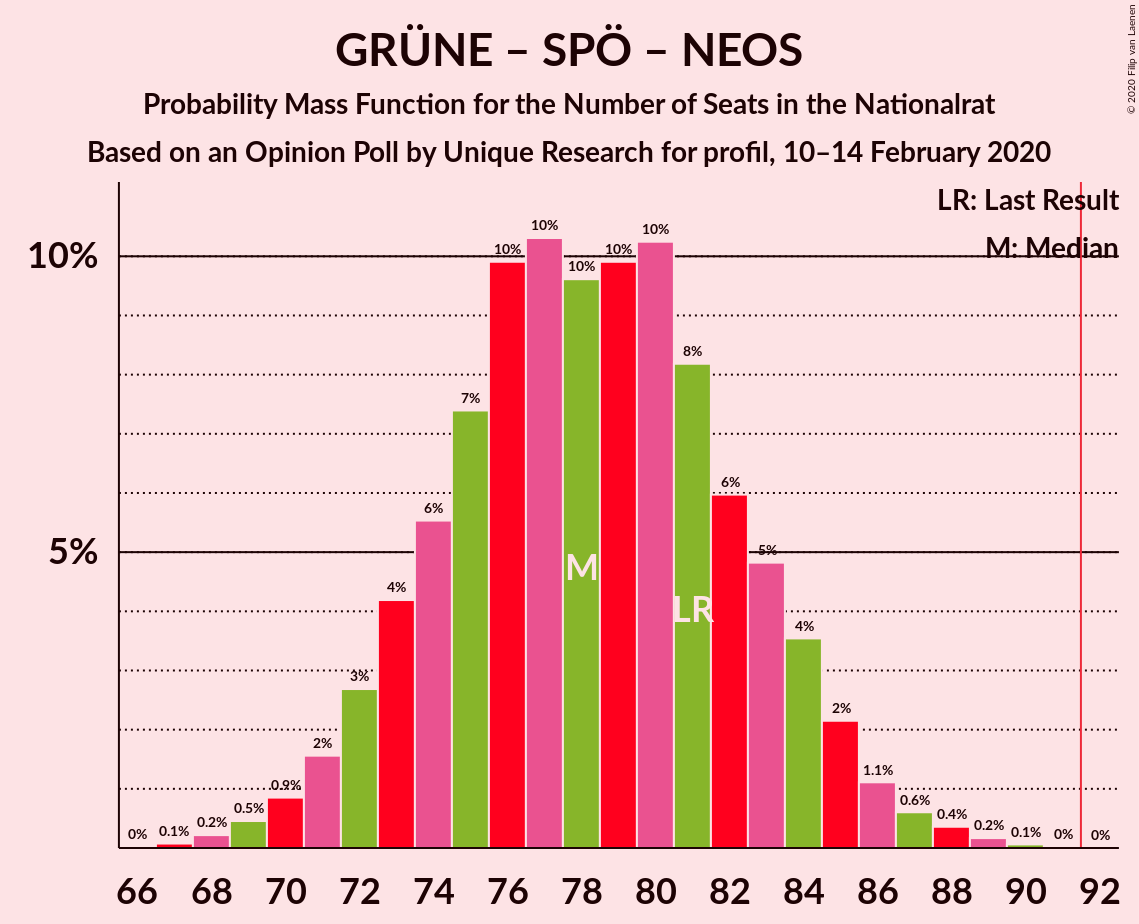 GRÜNE – SPÖ – NEOS
Probability Mass Function for the Number of Seats in the Nationalrat
Based on an Opinion Poll by Unique Research for profil, 10–14 February 2020
© 2020 Filip van Laenen
LR: Last Result
M: Median
10%
5%
0% 0.1% 0.2% 0.5% 0.9% 2% 3% 4% 6% 7% 10% 10% 10% 10% 10% 8% 6% 5% 4% 2% 1.1% 0.6% 0.4% 0.2% 0.1% 0% 0%
M
LR
66 68 70 72 74 76 78 80 82 84 86 88 90 92